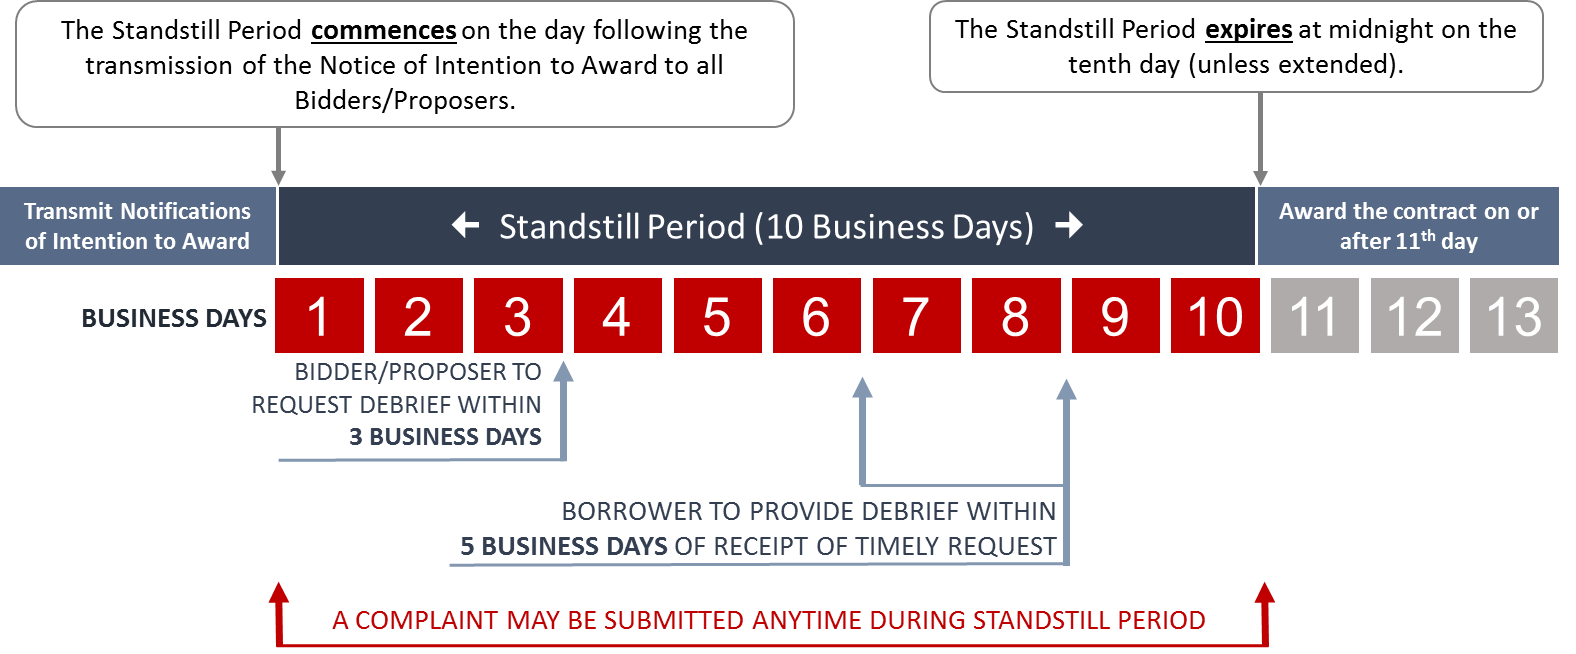 The Standstill Period commences on the day following the
transmission of the Notice of Intention to Award to all
Bidders/Proposers.
The Standstill Period expires at midnight on the
tenth day (unless extended).
Transmit Notifications
of Intention to Award
← Standstill Period (10 Business Days) →
Award the contract on or
after 11th day
BUSINESS DAYS 1 2 3 4 5 6 7 8 9 10 11 12 13
BIDDER/PROPOSER TO
REQUEST DEBRIEF WITHIN
3 BUSINESS DAYS
BORROWER TO PROVIDE DEBRIEF WITHIN
5 BUSINESS DAYS OF RECEIPT OF TIMELY REQUEST
A COMPLAINT MAY BE SUBMITTED ANYTIME DURING STANDSTILL PERIOD